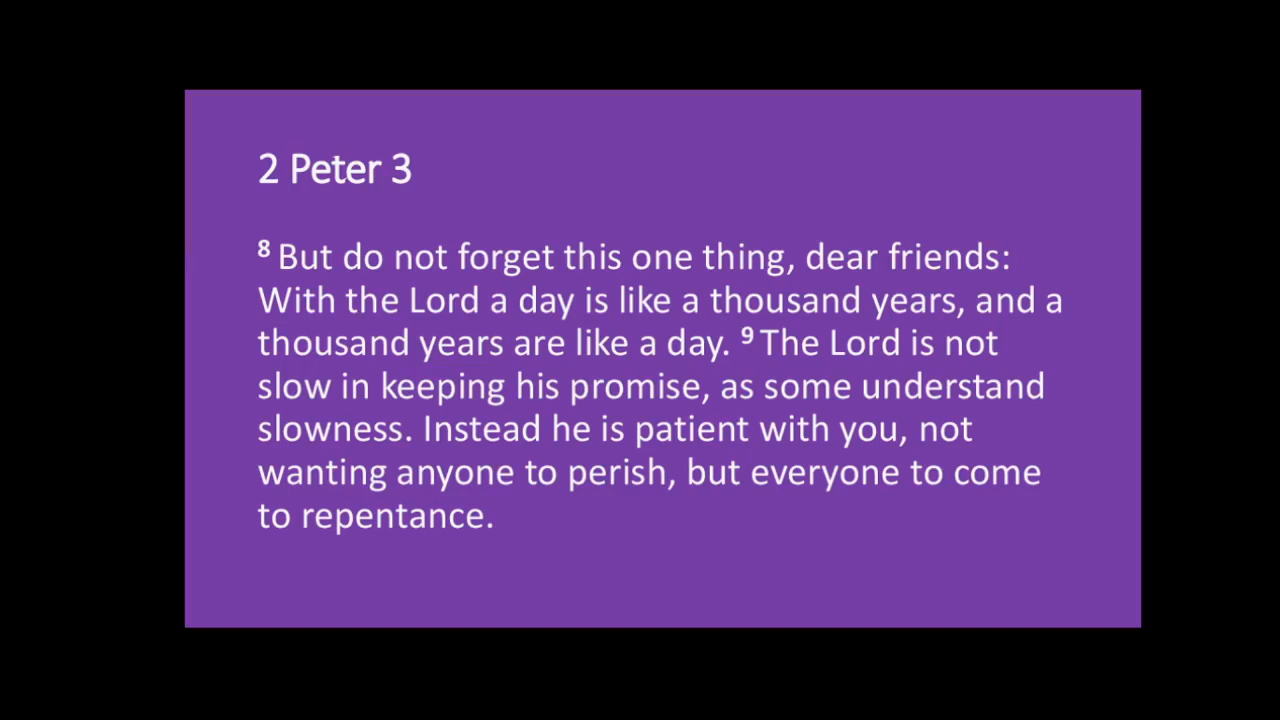 2 Peter 3
8 But do not forget this one thing, dear friends:
With the Lord a day is like a thousand years, and a
thousand years are like a day. 9 The Lord is not
slow in keeping his promise, as some understand
slowness. Instead he is patient with you, not
wanting anyone to perish, but everyone to come
to repentance.